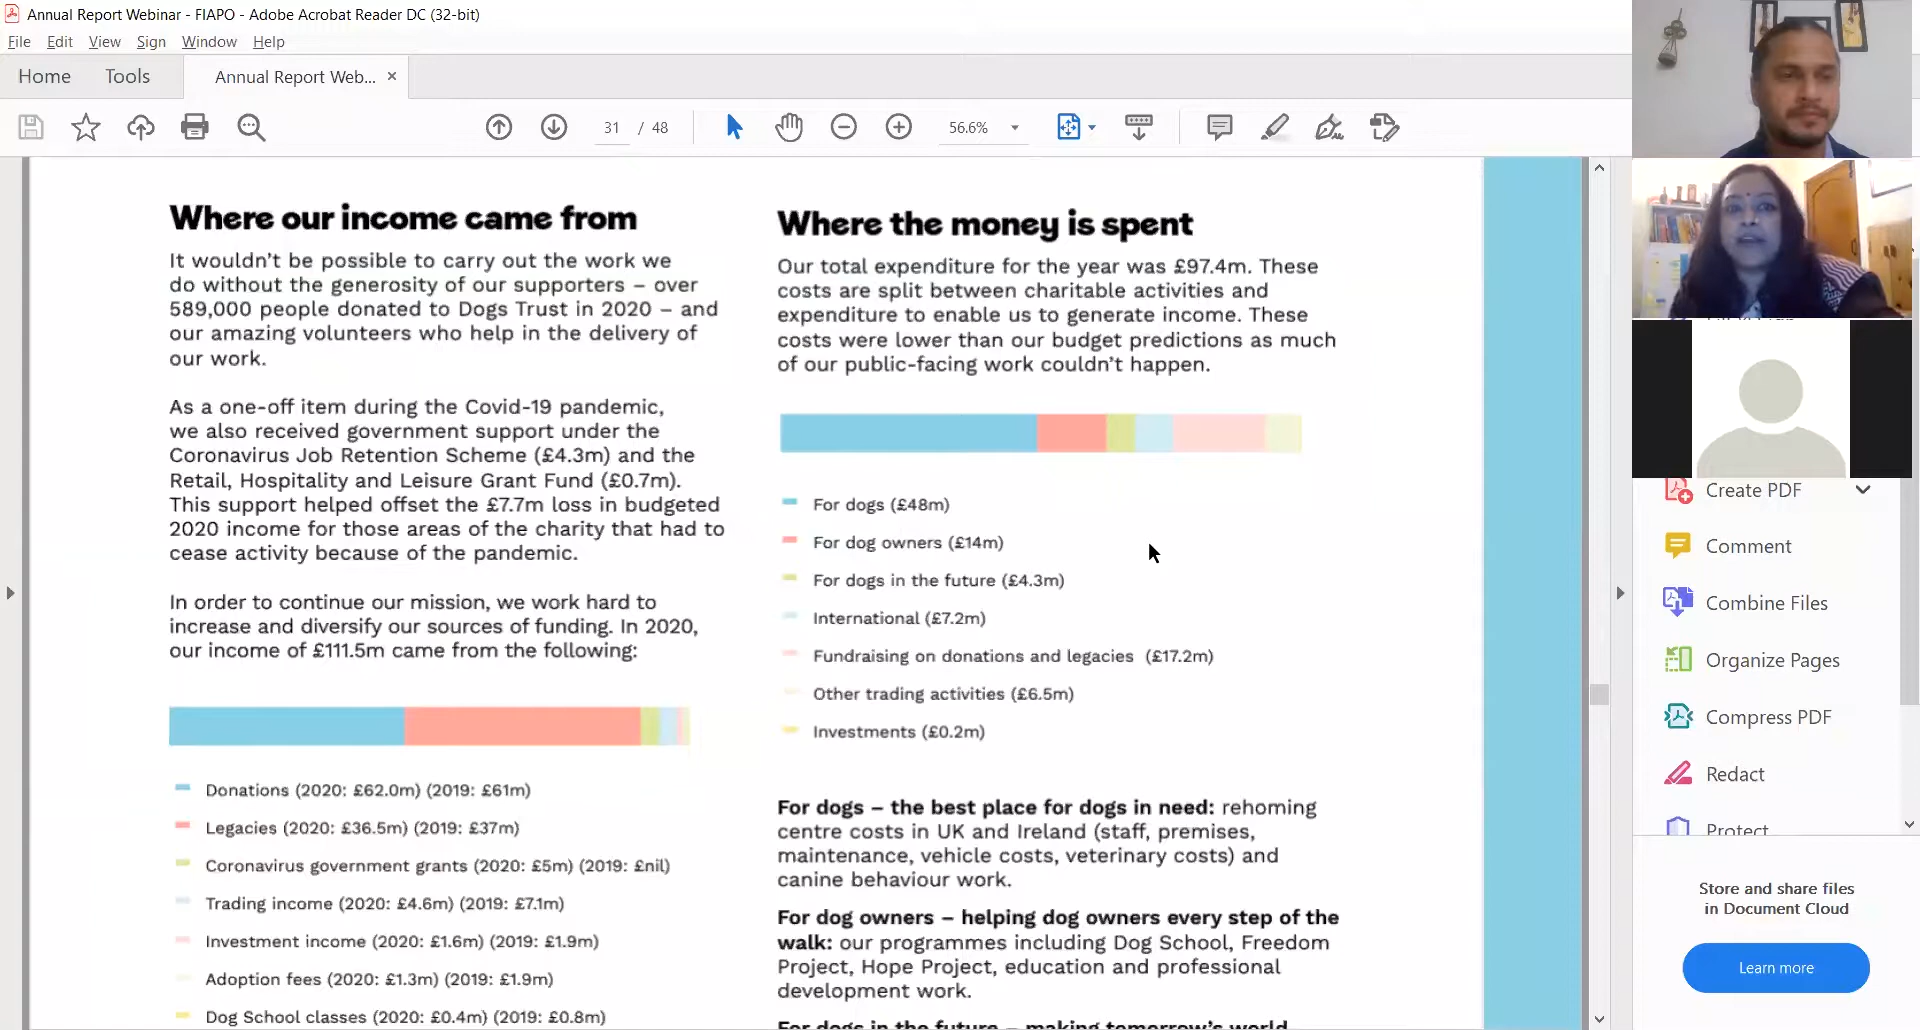 Annual Report Webinar - FIAPO - Adobe Acrobat Reader DC (32-bit)
File Edit View Sign Window Help
Home Tools Annual Report Web... ×
31 / 48 56.6%
Where our income came from
It wouldn't be possible to carry out the work we
do without the generosity of our supporters – over
589,000 people donated to Dogs Trust in 2020 – and
our amazing volunteers who help in the delivery of
our work.
As a one-off item during the Covid-19 pandemic,
we also received government support under the
Coronavirus Job Retention Scheme (£4.3m) and the
Retail, Hospitality and Leisure Grant Fund (£0.7m).
This support helped offset the £7.7m loss in budgeted
2020 income for those areas of the charity that had to
cease activity because of the pandemic.
In order to continue our mission, we work hard to
increase and diversify our sources of funding. In 2020,
our income of £111.5m came from the following:
Donations (2020: £62.0m) (2019: £61m)
Legacies (2020: £36.5m) (2019: £37m)
Coronavirus government grants (2020: £5m) (2019: £nil)
Trading income (2020: £4.6m) (2019: £7.1m)
Investment income (2020: £1.6m) (2019: £1.9m)
Adoption fees (2020: £1.3m) (2019: £1.9m)
Dog School classes (2020: £0.4m) (2019: £0.8m)
Where the money is spent
Our total expenditure for the year was £97.4m. These
costs are split between charitable activities and
expenditure to enable us to generate income. These
costs were lower than our budget predictions as much
of our public-facing work couldn't happen.
For dogs (£48m)
For dog owners (£14m)
For dogs in the future (£4.3m)
International (£7.2m)
Fundraising on donations and legacies (£17.2m)
Other trading activities (£6.5m)
Investments (£0.2m)
For dogs – the best place for dogs in need: rehoming
centre costs in UK and Ireland (staff, premises,
maintenance, vehicle costs, veterinary costs) and
canine behaviour work.
For dog owners – helping dog owners every step of the
walk: our programmes including Dog School, Freedom
Project, Hope Project, education and professional
development work.
For dogs in the future – making tomorrow's world
Create PDF
Comment
Combine Files
Organize Pages
Compress PDF
Redact
Protect
Store and share files
in Document Cloud
Learn more